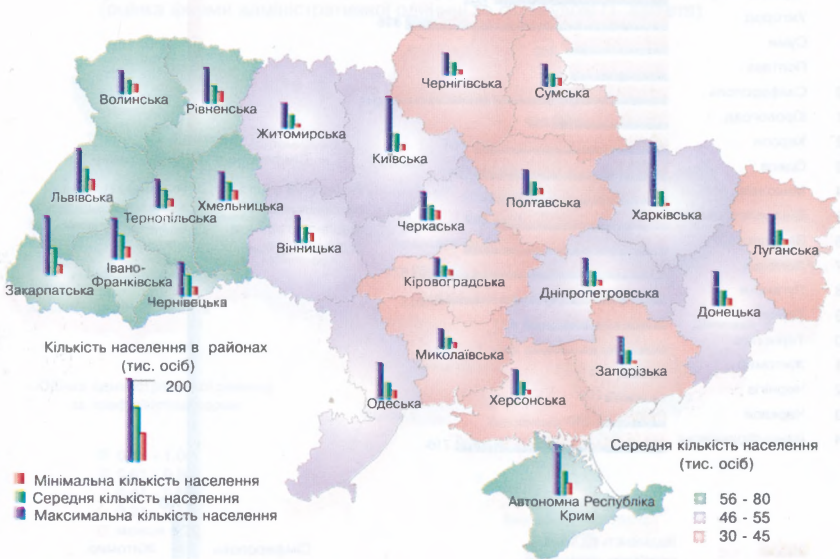 Чернігівська
Волинська
Рівненська
Сумська
Житомирська
Київська
Львівська
Тернопільська
Хмельницька
Вінницька
Черкаська
Полтавська
Харківська
Луганська
Закарпатська
Івано-
Франківська
Чернівецька
Кіровоградська
Дніпропетровська
Донецька
Миколаївська
Запорізька
Одеська
Херсонська
Автономна Республіка
Крим
Кількість населення в районах
(тис. осіб)
200
Мінімальна кількість населення
Середня кількість населення
Максимальна кількість населення
Середня кількість населення
(тис. осіб)
56 - 80
46 - 55
30 - 45